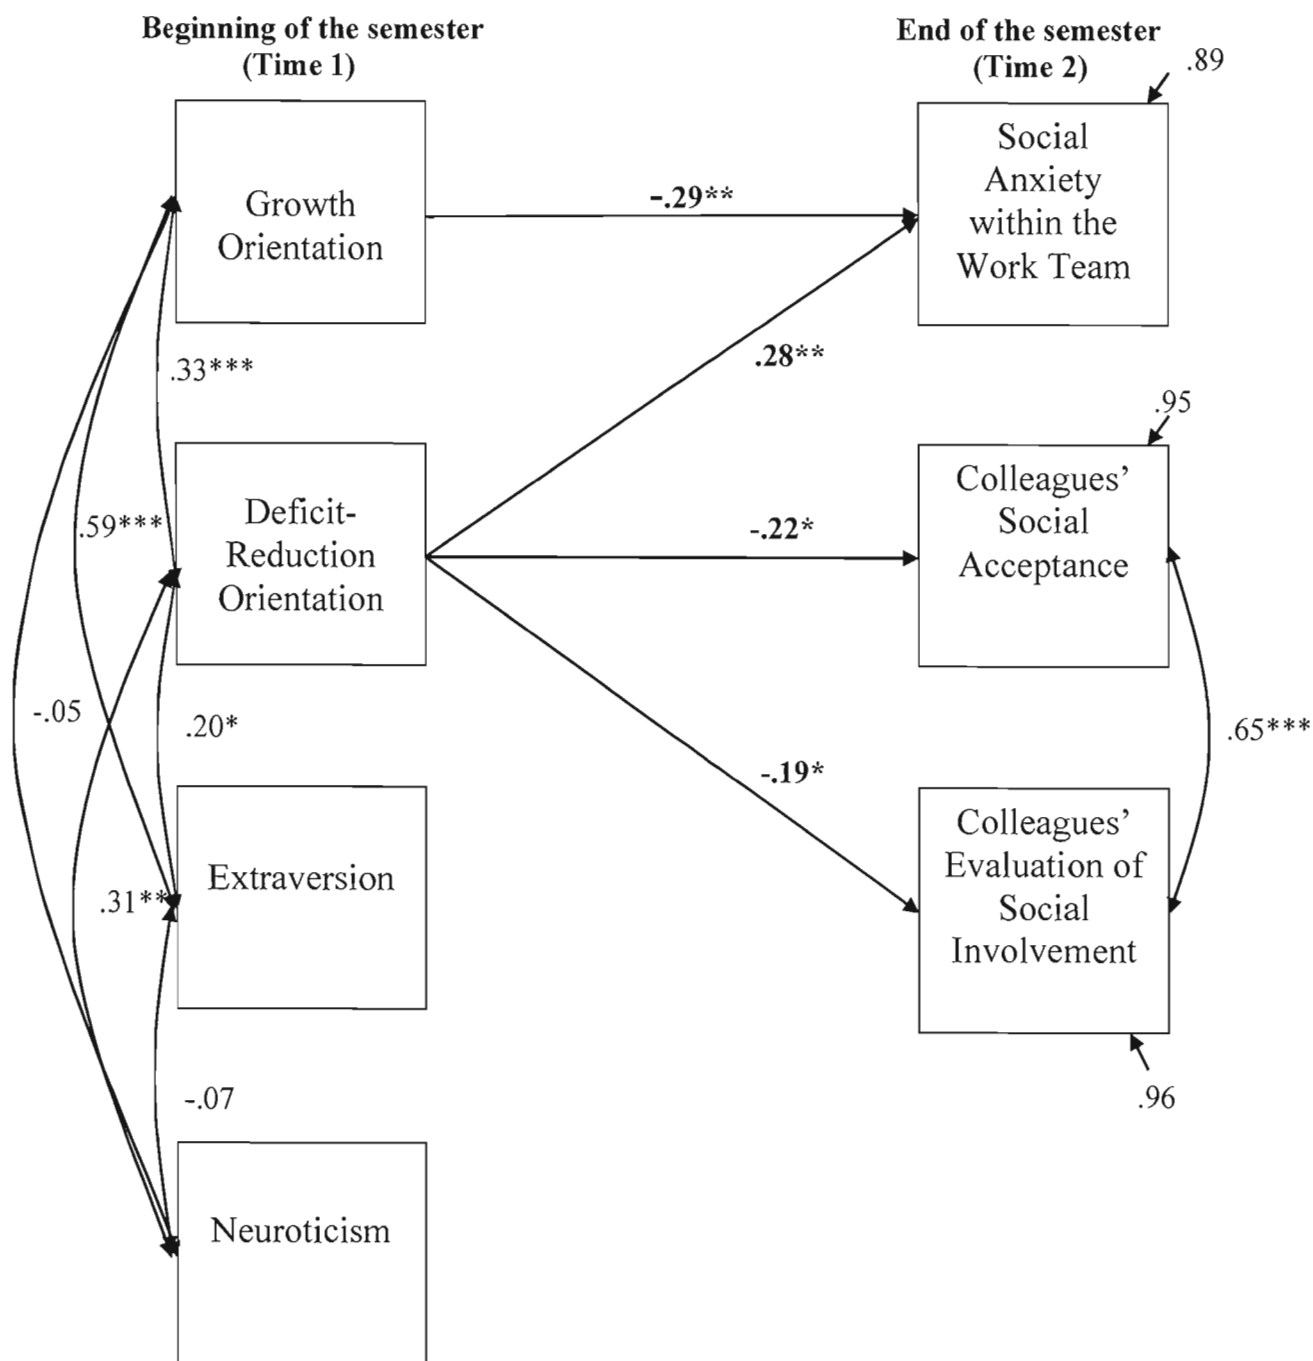 Beginning of the semester
(Time 1)
End of the semester
(Time 2)
.89
Growth
Orientation
-.29**
Social
Anxiety
within the
Work Team
.33***
.28**
.95
.59***
Deficit-
Reduction
Orientation
-.22*
Colleagues’
Social
Acceptance
-.05
.20*
.65***
-.19*
Extraversion
.31**
Colleagues’
Evaluation of
Social
Involvement
-.07
.96
Neuroticism